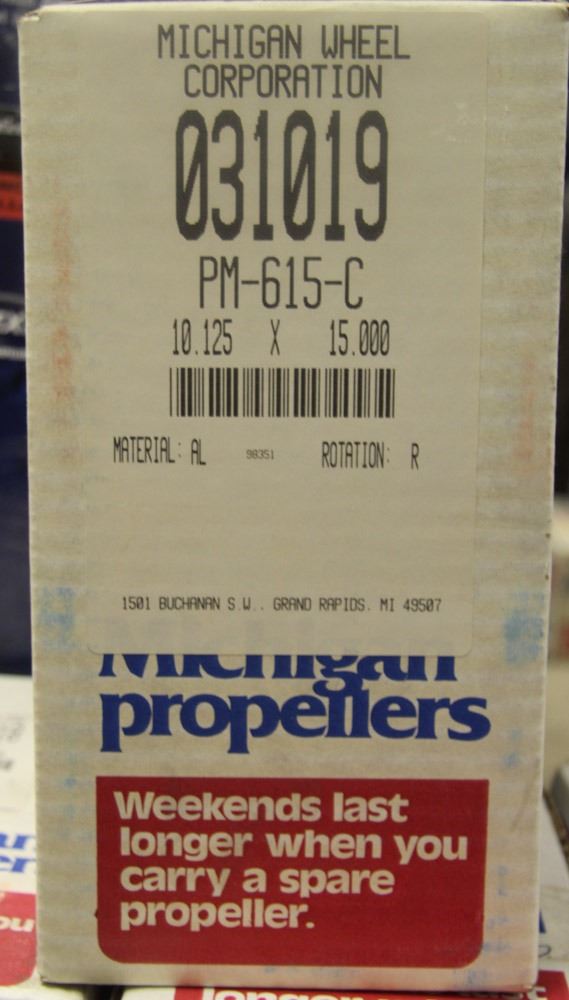 MICHIGAN WHEEL
CORPORATION
031019
PM-615-C
10.125 X 15.000
MATERIAL: AL 98351 ROTATION: R
1501 BUCHANAN S.W., GRAND RAPIDS. MI 49507
Michigan
propellers
Weekends last
longer when you
carry a spare
propeller.